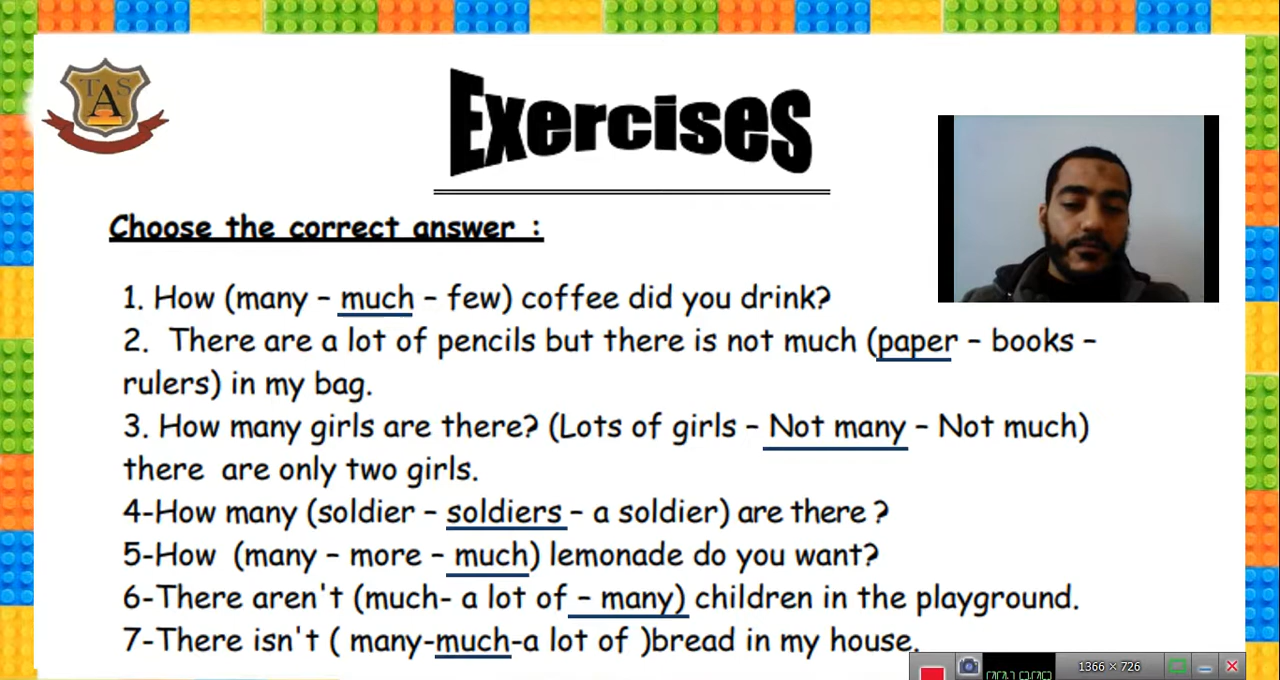 TAS
Exercises
Choose the correct answer :
1. How (many – much – few) coffee did you drink?
2. There are a lot of pencils but there is not much (paper – books –
rulers) in my bag.
3. How many girls are there? (Lots of girls – Not many – Not much)
there are only two girls.
4-How many (soldier – soldiers – a soldier) are there ?
5-How (many – more – much) lemonade do you want?
6-There aren't (much- a lot of – many) children in the playground.
7-There isn't ( many-much-a lot of )bread in my house.
1366 × 726